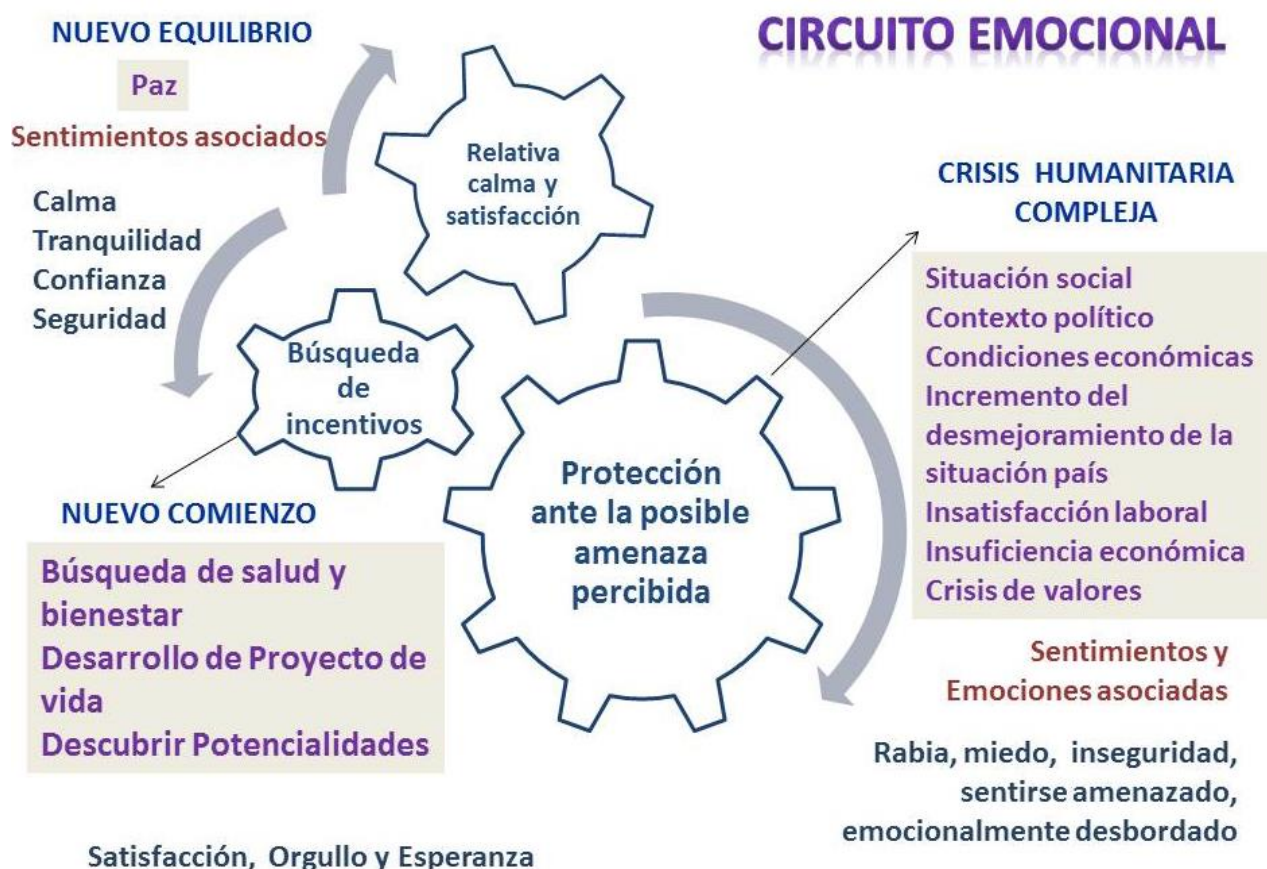 CIRCUITO EMOCIONAL
NUEVO EQUILIBRIO
Paz
Sentimientos asociados
Calma
Tranquilidad
Confianza
Seguridad
Relativa
calma y
satisfacción
CRISIS HUMANITARIA
COMPLEJA
Situación social
Contexto político
Condiciones económicas
Incremento del
desmejoramiento de la
situación país
Insatisfacción laboral
Insuficiencia económica
Crisis de valores
Sentimientos y
Emociones asociadas
Rabia, miedo, inseguridad,
sentirse amenazado,
emocionalmente desbordado
Búsqueda
de
incentivos
Protección
ante la posible
amenaza
percibida
NUEVO COMIENZO
Búsqueda de salud y
bienestar
Desarrollo de Proyecto de
vida
Descubrir Potencialidades
Satisfacción, Orgullo y Esperanza